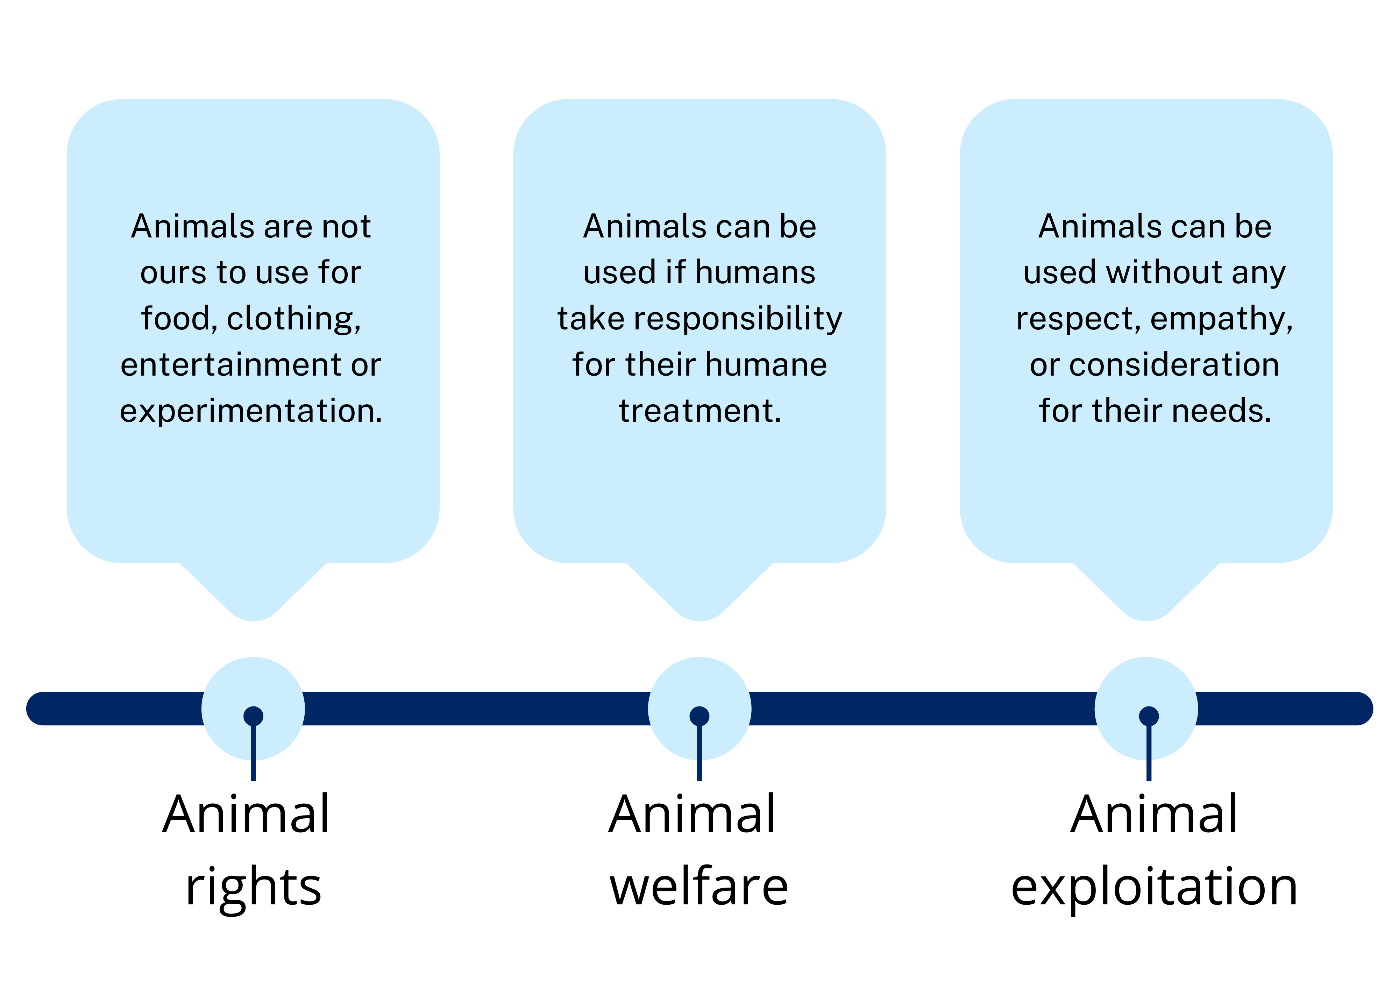 Animals are not
ours to use for
food, clothing,
entertainment or
experimentation.
Animals can be
used if humans
take responsibility
for their humane
treatment.
Animals can be
used without any
respect, empathy,
or consideration
for their needs.
Animal
rights
Animal
welfare
Animal
exploitation